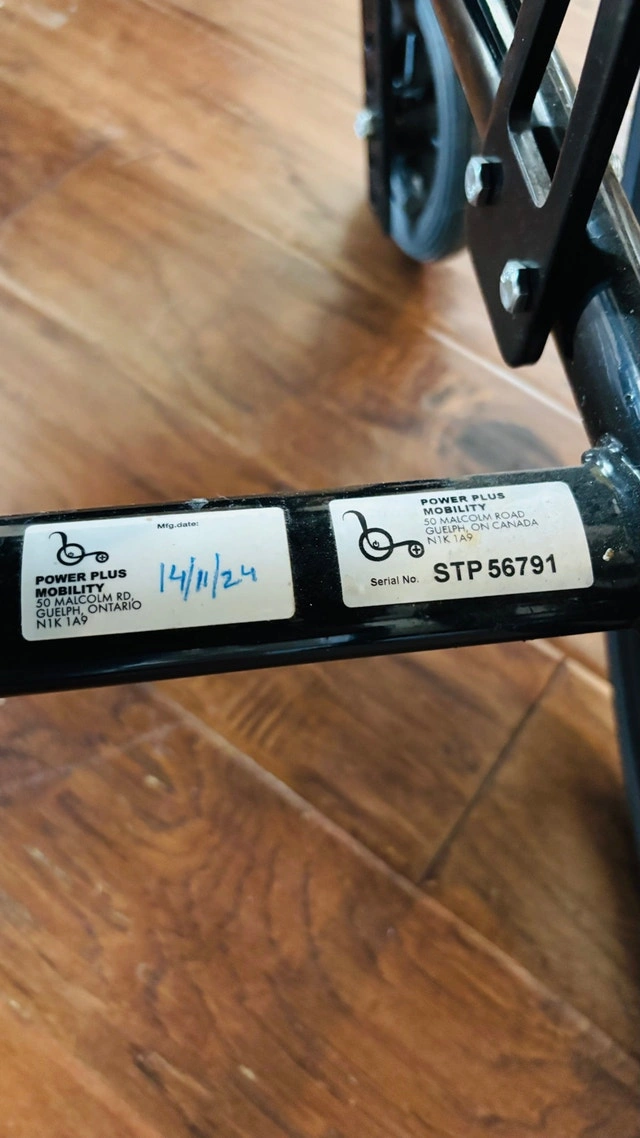 Mfg.date:
14/11/24
POWER PLUS
MOBILITY
50 MALCOLM RD,
GUELPH, ONTARIO
N1K 1A9
POWER PLUS
MOBILITY
50 MALCOLM ROAD
GUELPH, ON CANADA
N1K 1A9
Serial No. STP 56791